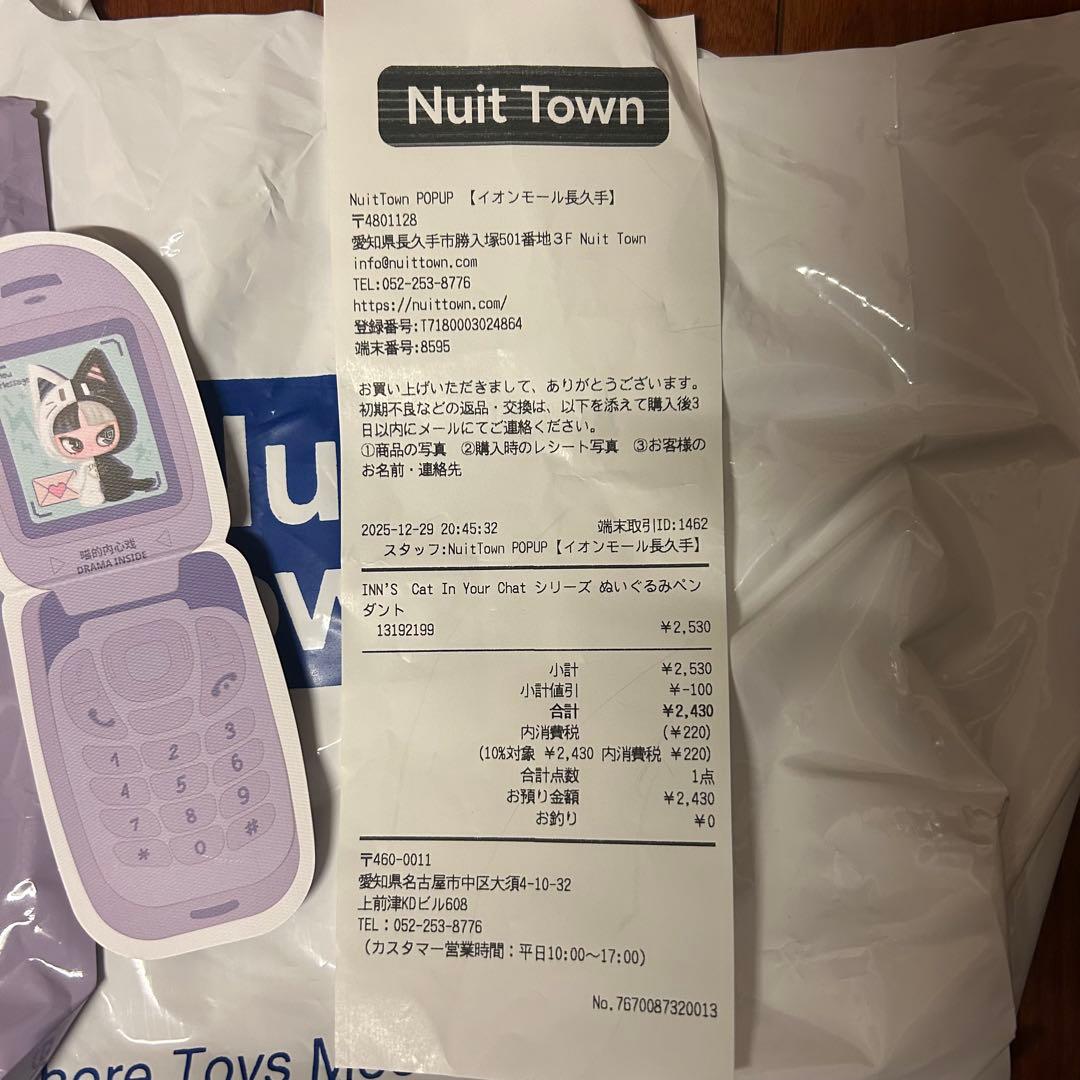 Nuit Town
NuitTown POPUP 【イオンモール長久手】
〒4801128
愛知県長久手市勝入塚501番地3F Nuit Town
info@nuittown.com
TEL:052-253-8776
https://nuittown.com/
登録番号:T7180003024864
端末番号:8595
お買い上げいただきまして、ありがとうございます。
初期不良などの返品・交換は、以下を添えて購入後3
日以内にメールにてご連絡ください。
①商品の写真 ②購入時のレシート写真 ③お客様の
お名前・連絡先
2025-12-29 20:45:32 端末取引ID:1462
スタッフ:NuitTown POPUP【イオンモール長久手】
INN'S Cat In Your Chat シリーズ ぬいぐるみペン
ダント
13192199 ¥2,530
小計 ¥2,530
小計値引 ¥-100
合計 ¥2,430
内消費税 (¥220)
(10%対象 ¥2,430 内消費税 ¥220)
合計点数 1点
お預り金額 ¥2,430
お釣り ¥0
〒460-0011
愛知県名古屋市中区大須4-10-32
上前津KDビル608
TEL：052-253-8776
(カスタマー営業時間：平日10:00～17:00)
No.7670087320013
Message
喵的内心戏
DRAMA INSIDE
1 2 3
4 5 6
7 8 9
* 0 #
Toys